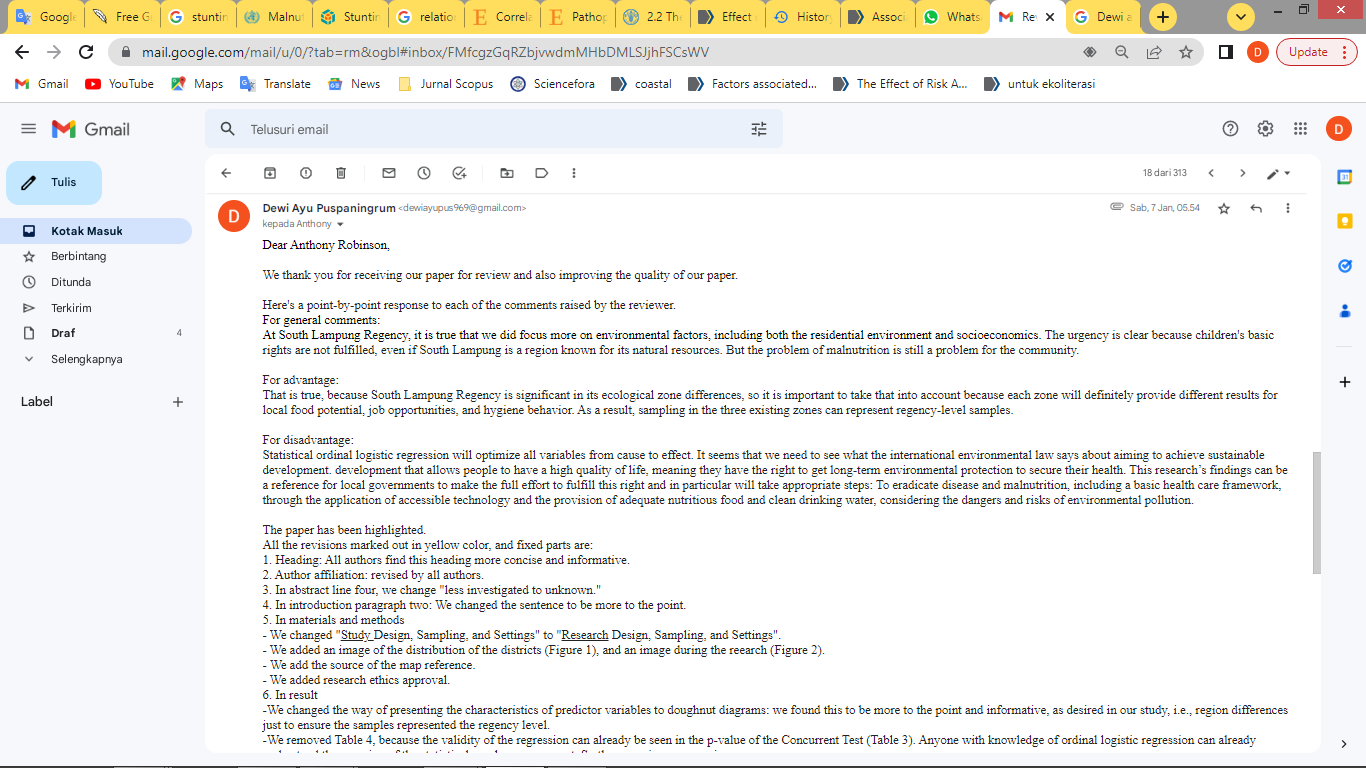 Google
Free G
stuntin
Malnut
Stuntin
relatio
Correla
Pathop
2.2 The
Effect
History
Associ
Whats
Re
Dewi a
mail.google.com/mail/u/0/?tab=rm&ogbl#inbox/FMfcgzGqRZbjvwdmMHbDMLSJjhFSCsWV
D
Update
Gmail
YouTube
Maps
Translate
News
Jurnal Scopus
Sciencefora
coastal
Factors associated...
The Effect of Risk A...
untuk ekoliterasi
Gmail
Telusuri email
D
Tulis
18 dari 313
Kotak Masuk
Berbintang
Ditunda
Terkirim
Draf 4
Selengkapnya
Label
D
Dewi Ayu Puspaningrum <dewiayupus969@gmail.com>
Sab, 7 Jan, 05.54
kepada Anthony
Dear Anthony Robinson,
We thank you for receiving our paper for review and also improving the quality of our paper.
Here's a point-by-point response to each of the comments raised by the reviewer.
For general comments:
At South Lampung Regency, it is true that we did focus more on environmental factors, including both the residential environment and socioeconomics. The urgency is clear because children's basic
rights are not fulfilled, even if South Lampung is a region known for its natural resources. But the problem of malnutrition is still a problem for the community.
For advantage:
That is true, because South Lampung Regency is significant in its ecological zone differences, so it is important to take that into account because each zone will definitely provide different results for
local food potential, job opportunities, and hygiene behavior. As a result, sampling in the three existing zones can represent regency-level samples.
For disadvantage:
Statistical ordinal logistic regression will optimize all variables from cause to effect. It seems that we need to see what the international environmental law says about aiming to achieve sustainable
development. development that allows people to have a high quality of life, meaning they have the right to get long-term environmental protection to secure their health. This research's findings can be
a reference for local governments to make the full effort to fulfill this right and in particular will take appropriate steps: To eradicate disease and malnutrition, including a basic health care framework,
through the application of accessible technology and the provision of adequate nutritious food and clean drinking water, considering the dangers and risks of environmental pollution.
The paper has been highlighted.
All the revisions marked out in yellow color, and fixed parts are:
1. Heading: All authors find this heading more concise and informative.
2. Author affiliation: revised by all authors.
3. In abstract line four, we change "less investigated to unknown."
4. In introduction paragraph two: We changed the sentence to be more to the point.
5. In materials and methods
- We changed "Study Design, Sampling, and Settings" to "Research Design, Sampling, and Settings".
- We added an image of the distribution of the districts (Figure 1), and an image during the reearch (Figure 2).
- We add the source of the map reference.
- We added research ethics approval.
6. In result
-We changed the way of presenting the characteristics of predictor variables to doughnut diagrams: we found this to be more to the point and informative, as desired in our study, i.e., region differences
just to ensure the samples represented the regency level.
-We removed Table 4, because the validity of the regression can already be seen in the p-value of the Concurrent Test (Table 3). Anyone with knowledge of ordinal logistic regression can already